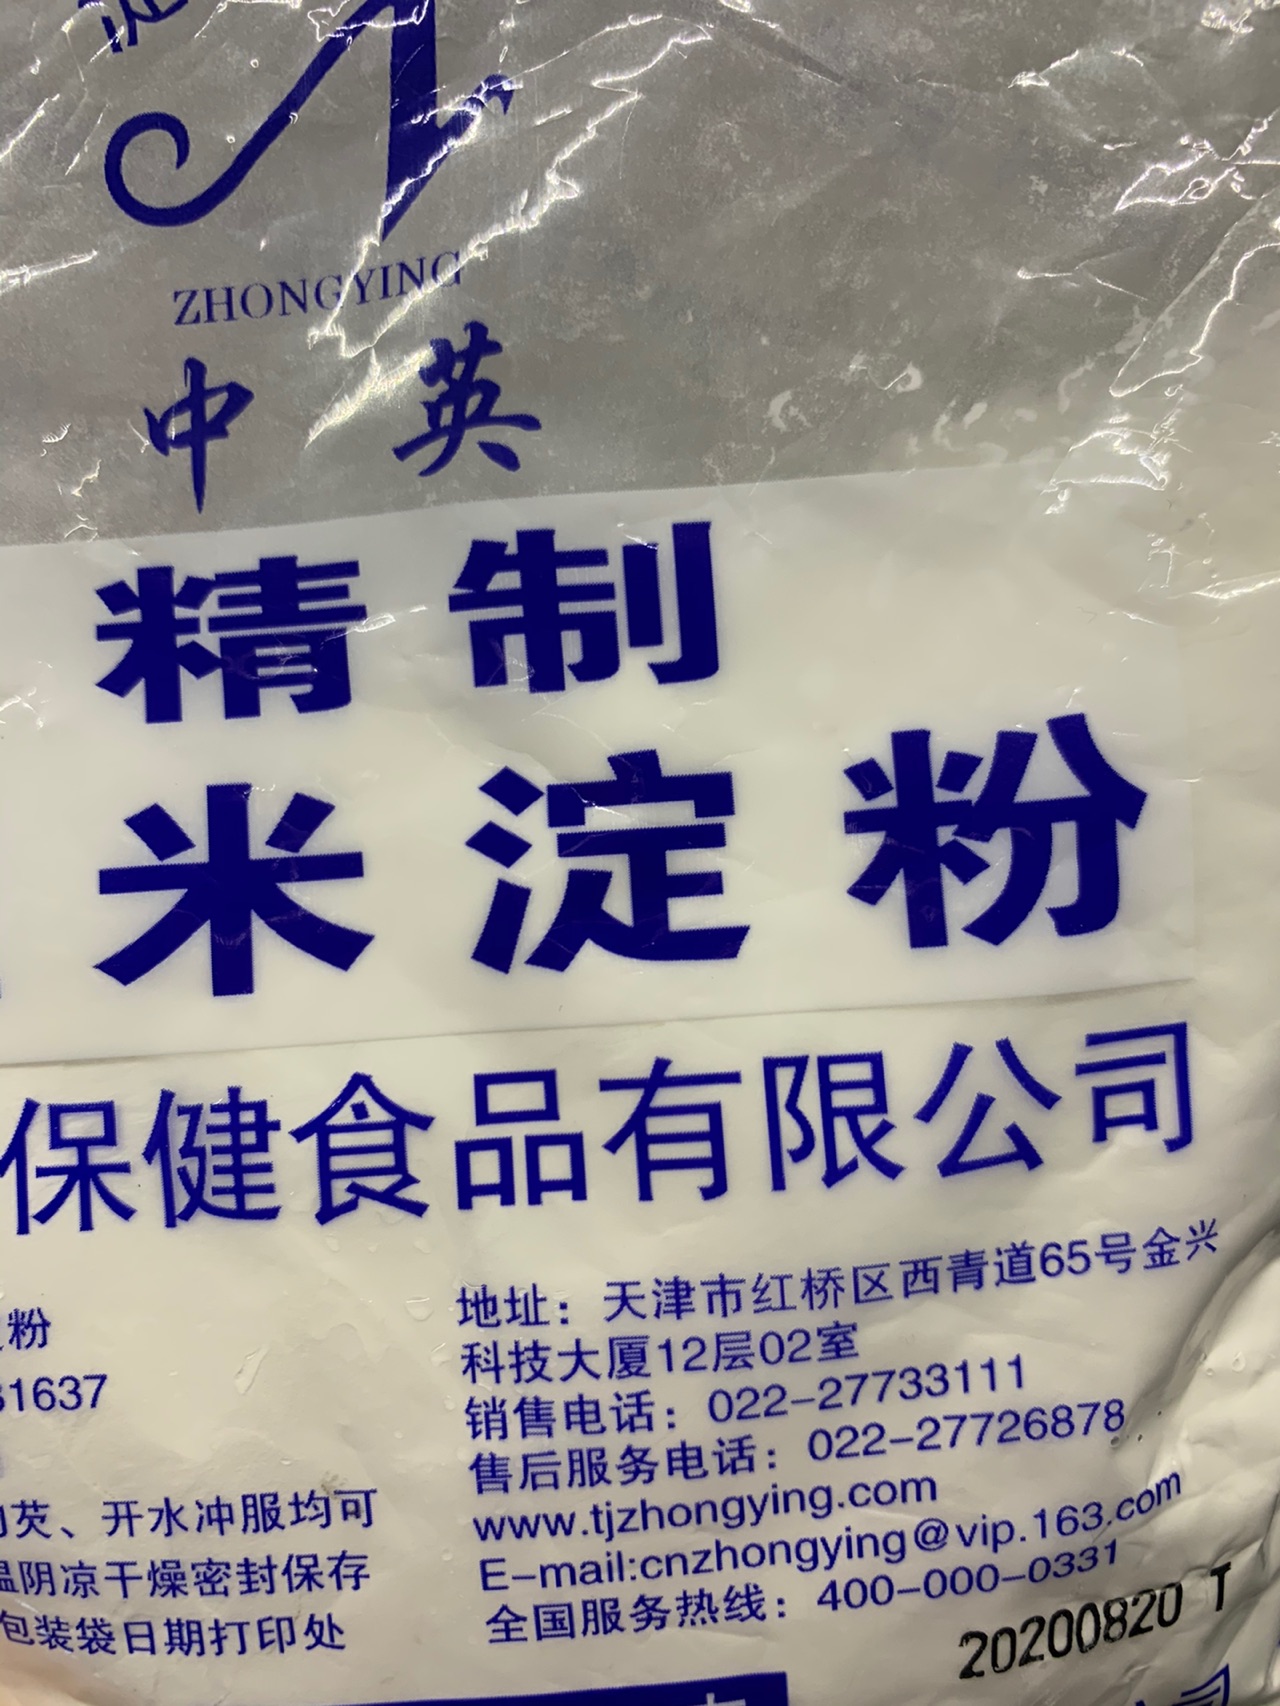 ZHONGYING
中英
精制
米淀粉
保健食品有限公司
粉
31637
芡、开水冲服均可
温阴凉干燥密封保存
包装袋日期打印处
地址：天津市红桥区西青道65号金兴
科技大厦12层02室
销售电话：022-27733111
售后服务电话：022-27726878
www.tjzhongying.com
E-mail:cnzhongying@vip.163.com
全国服务热线：400-000-0331
20200820 T
公司